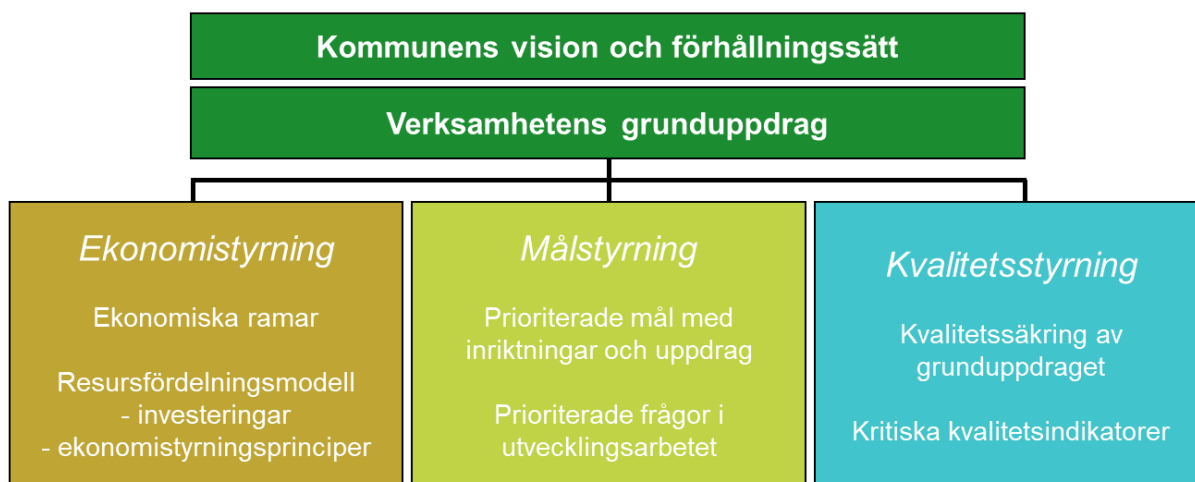 Kommunens vision och förhållningssätt
Verksamhetens grunduppdrag
Ekonomistyrning
Ekonomiska ramar
Resursfördelningsmodell
- investeringar
- ekonomistyrningsprinciper
Målstyrning
Prioriterade mål med
inriktningar och uppdrag
Prioriterade frågor i
utvecklingsarbetet
Kvalitetsstyrning
Kvalitetssäkring av
grunduppdraget
Kritiska kvalitetsindikatorer